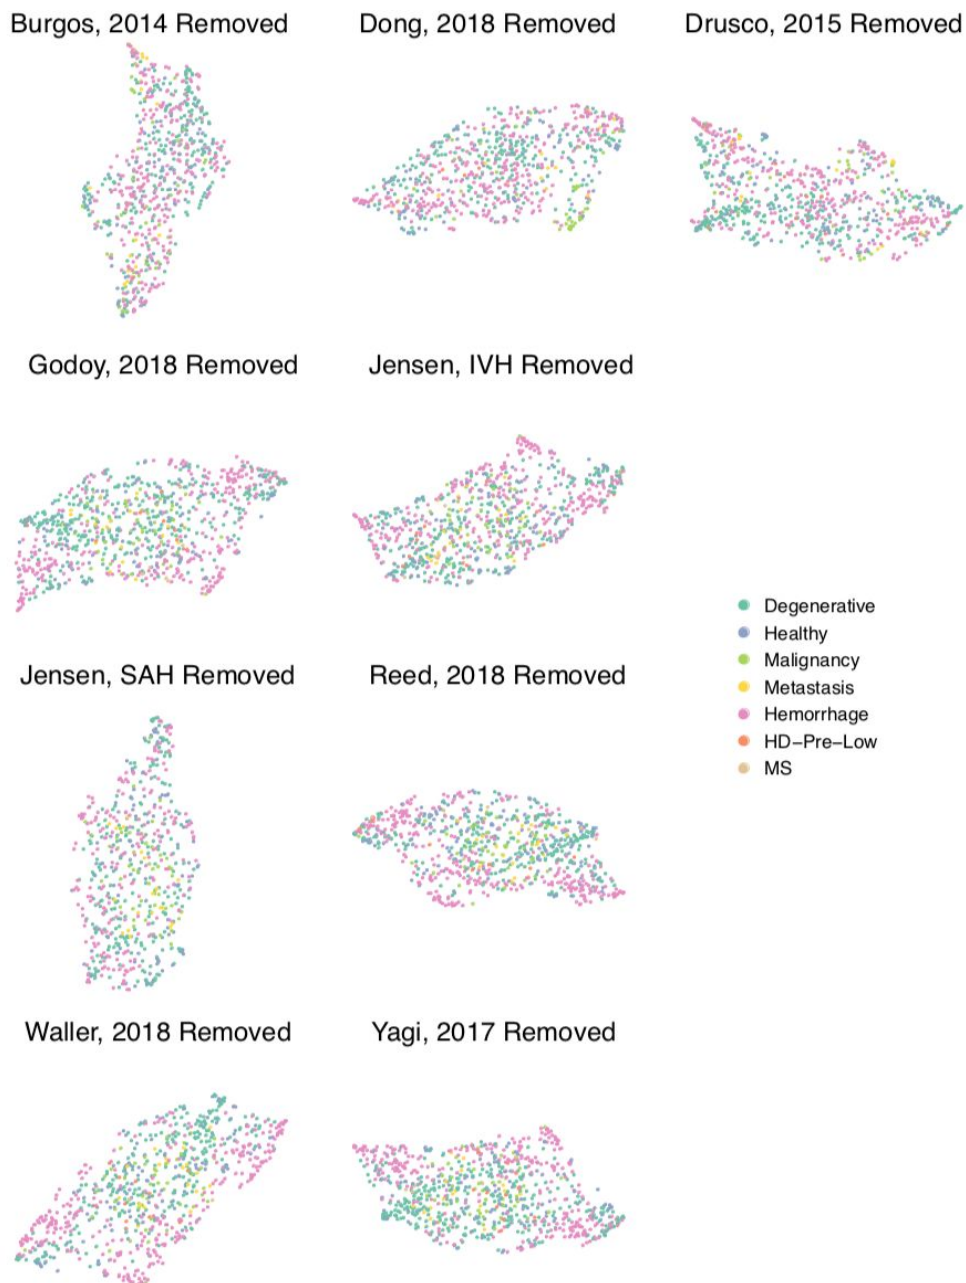 Burgos, 2014 Removed
Dong, 2018 Removed
Drusco, 2015 Removed
Godoy, 2018 Removed
Jensen, IVH Removed
Degenerative
Healthy
Malignancy
Metastasis
Hemorrhage
HD−Pre−Low
MS
Jensen, SAH Removed
Reed, 2018 Removed
Waller, 2018 Removed
Yagi, 2017 Removed